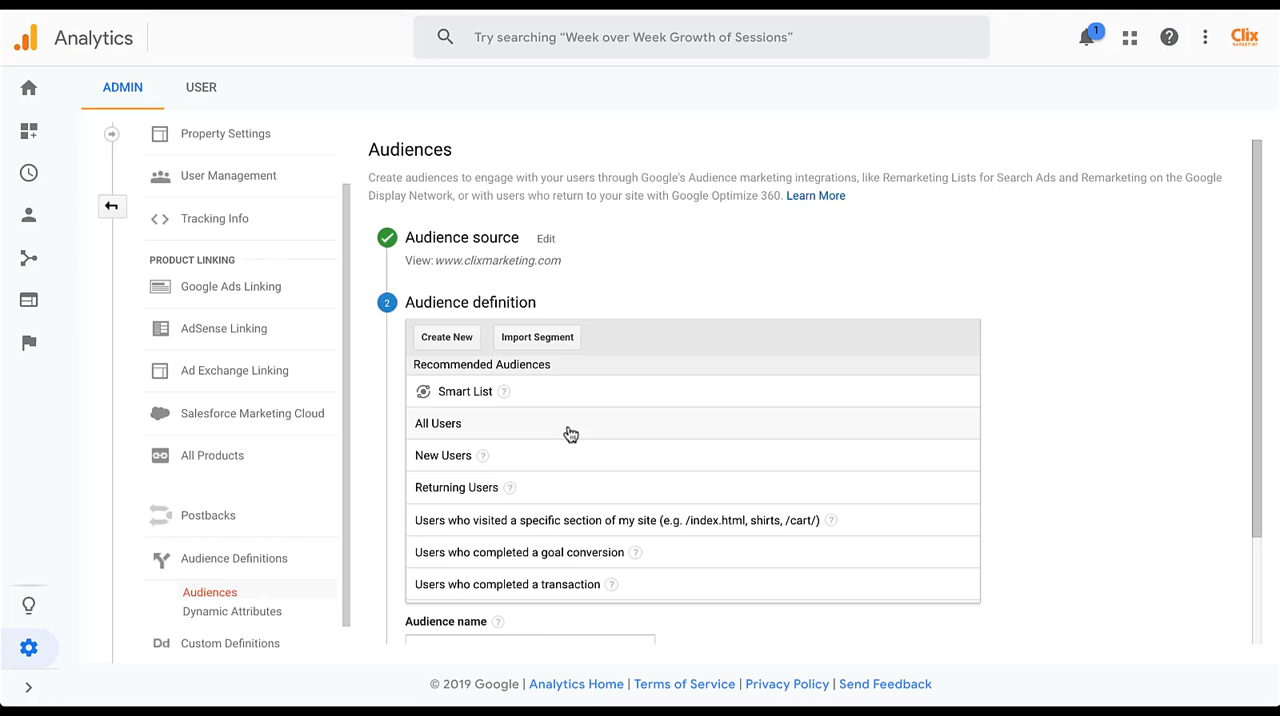 Analytics
Try searching “Week over Week Growth of Sessions”
1
Clix
MARKETING
ADMIN
USER
Property Settings
User Management
Tracking Info
PRODUCT LINKING
Google Ads Linking
AdSense Linking
Ad Exchange Linking
Salesforce Marketing Cloud
All Products
Postbacks
Audience Definitions
Audiences
Dynamic Attributes
Dd Custom Definitions
Audiences
Create audiences to engage with your users through Google's Audience marketing integrations, like Remarketing Lists for Search Ads and Remarketing on the Google
Display Network, or with users who return to your site with Google Optimize 360. Learn More
Audience source Edit
View: www.clixmarketing.com
2 Audience definition
Create New Import Segment
Recommended Audiences
Smart List ?
All Users
New Users ?
Returning Users ?
Users who visited a specific section of my site (e.g. /index.html, shirts, /cart/) ?
Users who completed a goal conversion ?
Users who completed a transaction ?
Audience name ?
© 2019 Google | Analytics Home | Terms of Service | Privacy Policy | Send Feedback